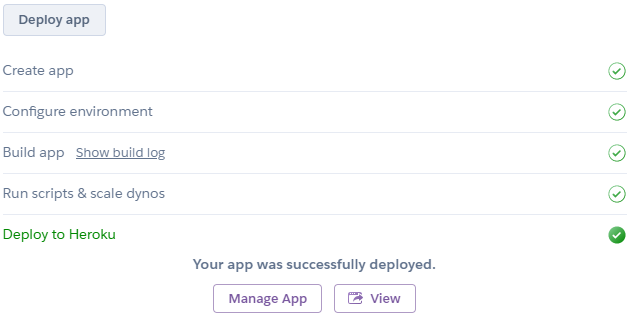 Deploy app
Create app
Configure environment
Build app Show build log
Run scripts & scale dynos
Deploy to Heroku
Your app was successfully deployed.
Manage App View